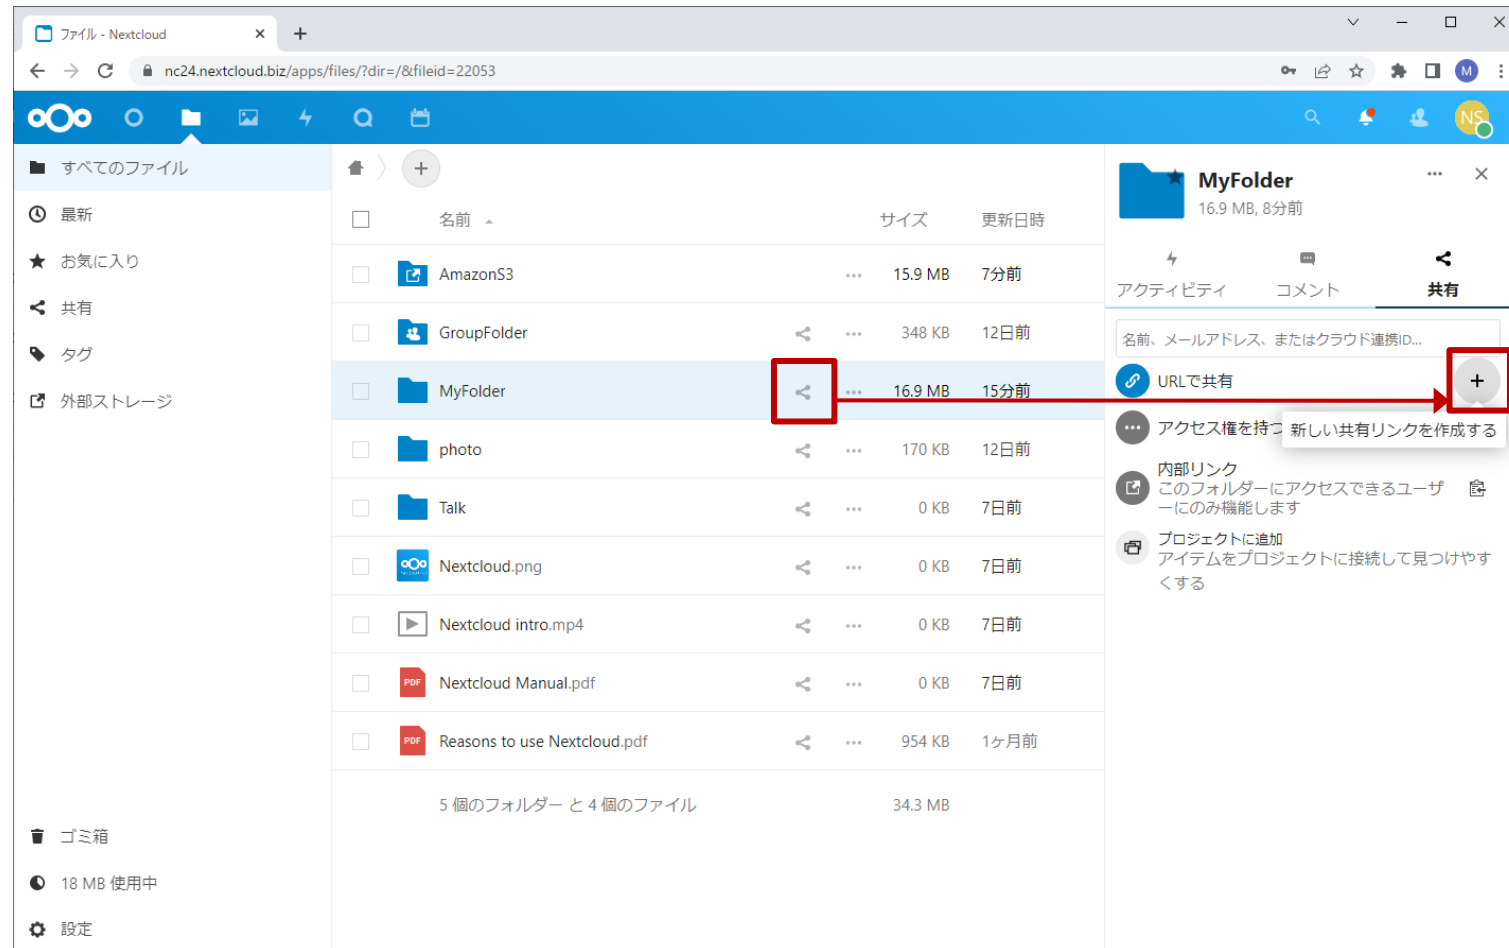 ファイル - Nextcloud
nc24.nextcloud.biz/apps/files/?dir=/&fileid=22053
M
NS
すべてのファイル
最新
お気に入り
共有
タグ
外部ストレージ
ゴミ箱
18 MB 使用中
設定
名前 サイズ 更新日時
AmazonS3 15.9 MB 7分前
GroupFolder 348 KB 12日前
MyFolder 16.9 MB 15分前
photo 170 KB 12日前
Talk 0 KB 7日前
Nextcloud.png 0 KB 7日前
Nextcloud intro.mp4 0 KB 7日前
PDF Nextcloud Manual.pdf 0 KB 7日前
PDF Reasons to use Nextcloud.pdf 954 KB 1ヶ月前
5 個のフォルダー と 4 個のファイル 34.3 MB
MyFolder
16.9 MB, 8分前
アクティビティ コメント 共有
名前、メールアドレス、またはクラウド連携ID...
URLで共有
アクセス権を持つ
新しい共有リンクを作成する
内部リンク
このフォルダーにアクセスできるユーザ
ーにのみ機能します
プロジェクトに追加
アイテムをプロジェクトに接続して見つけやす
くする